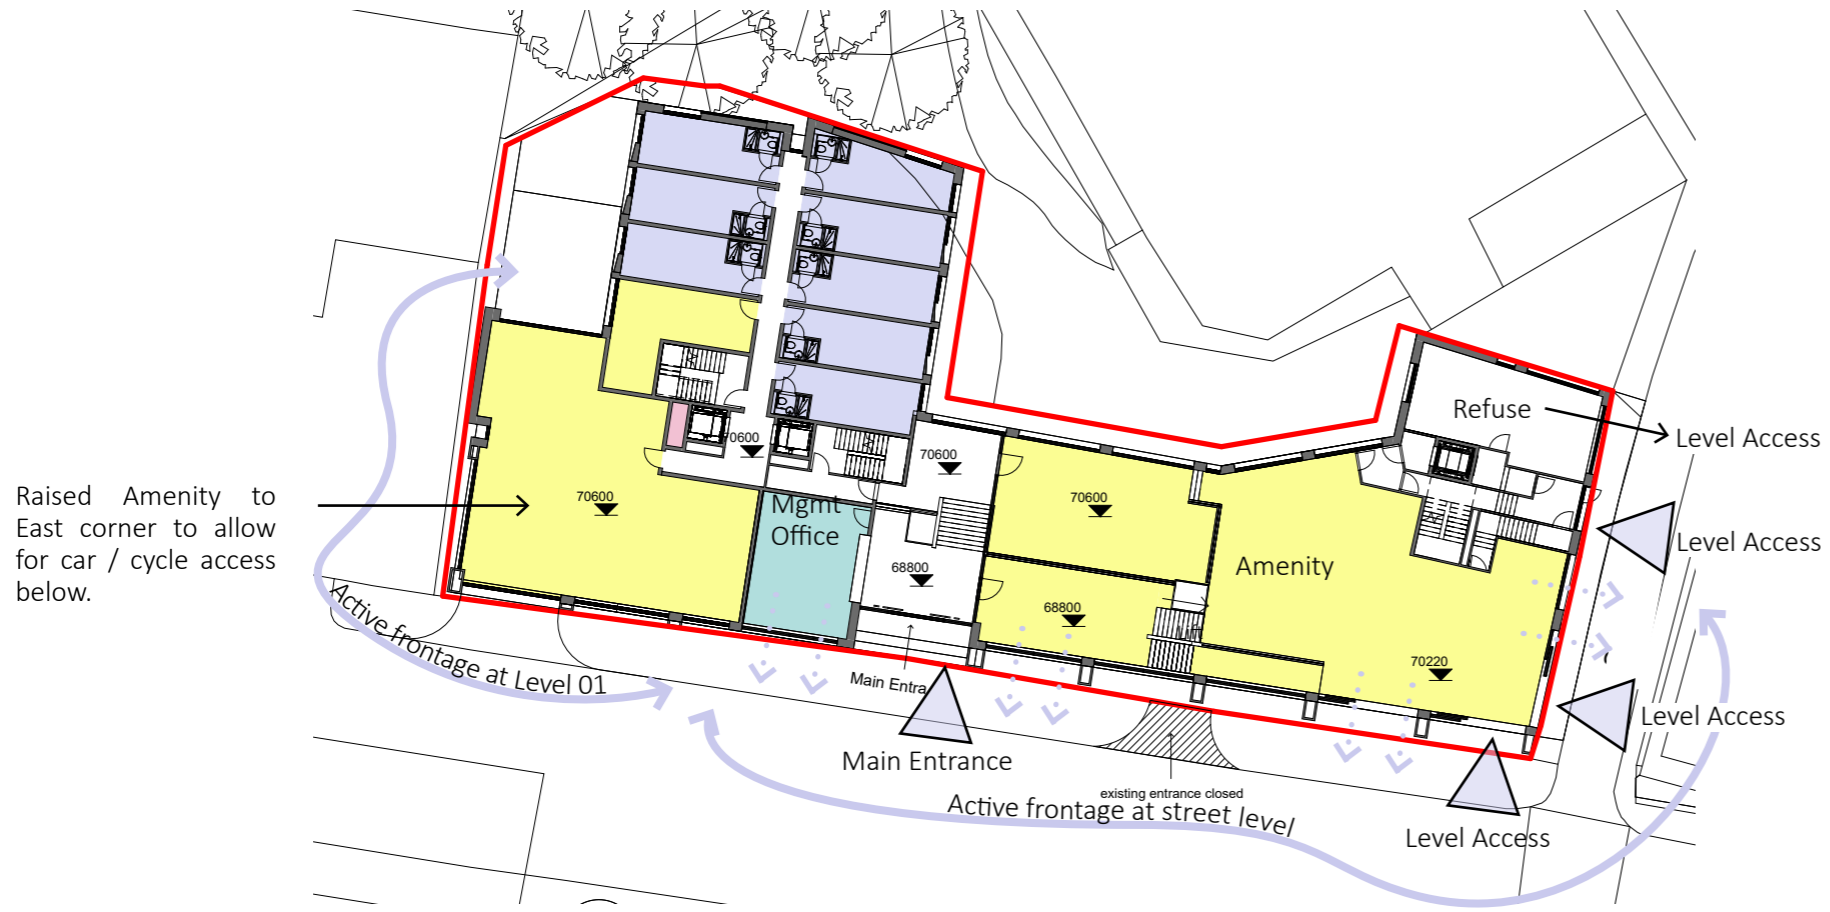 Refuse
Level Access
70600
70600
Raised Amenity to
East corner to allow
for car / cycle access
below.
70600
Mgmt
Office
70600
Level Access
Amenity
68800
68800
Active frontage at Level 01
70220
Main Entra
Level Access
Main Entrance
existing entrance closed
Active frontage at street level
Level Access